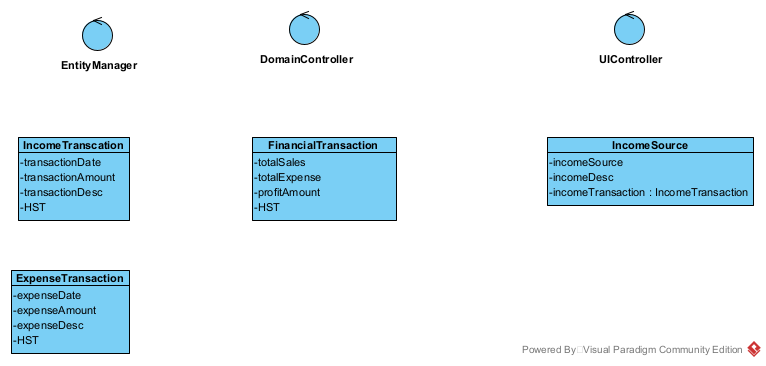 EntityManager
DomainController
UIController
IncomeTranscation
-transactionDate
-transactionAmount
-transactionDesc
-HST
FinancialTransaction
-totalSales
-totalExpense
-profitAmount
-HST
IncomeSource
-incomeSource
-incomeDesc
-incomeTransaction : IncomeTransaction
ExpenseTransaction
-expenseDate
-expenseAmount
-expenseDesc
-HST
Powered By Visual Paradigm Community Edition